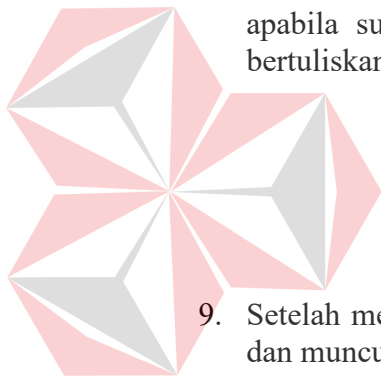 apabila su
bertuliskan
9. Setelah me
dan muncu